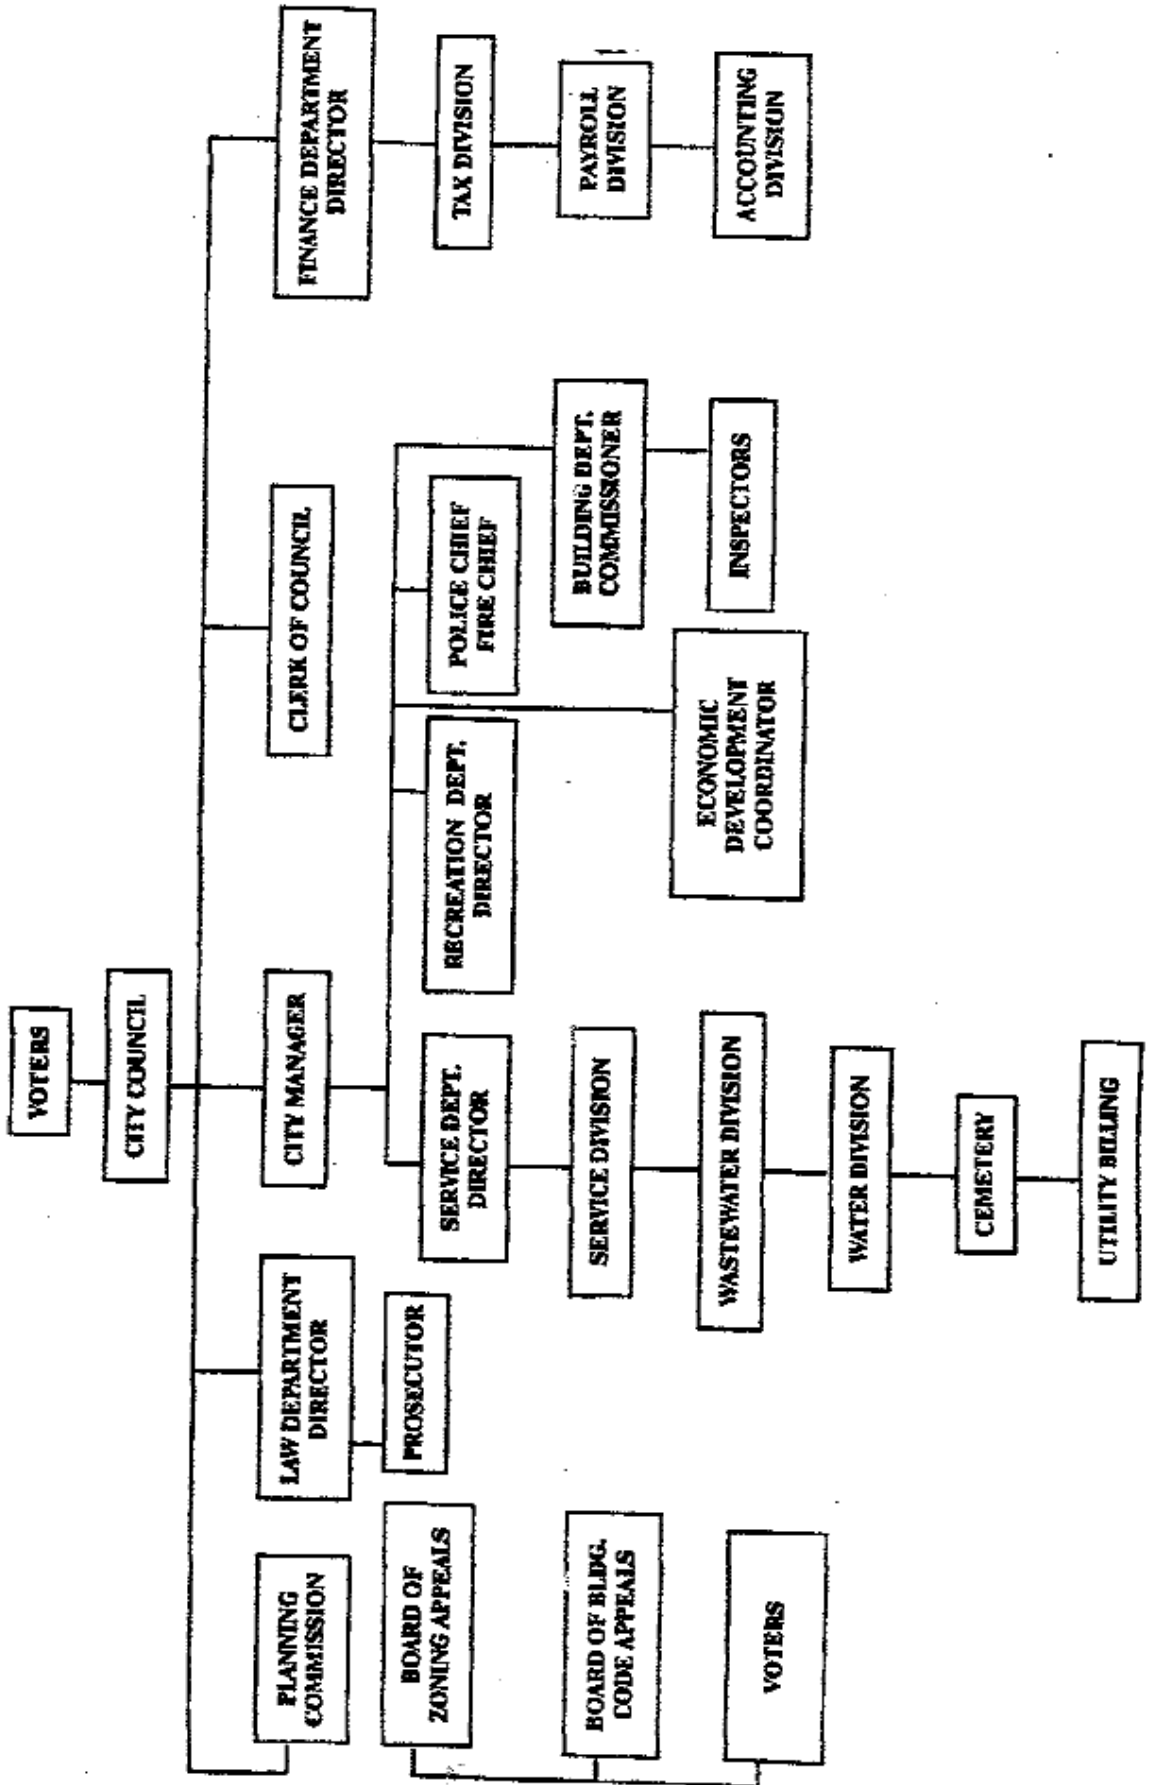 VOTERS
CITY COUNCIL
PLANNING
COMMISSION
LAW DEPARTMENT
DIRECTOR
CITY MANAGER
CLERK OF COUNCIL
FINANCE DEPARTMENT
DIRECTOR
BOARD OF
ZONING APPEALS
PROSECUTOR
SERVICE DEPT.
DIRECTOR
RECREATION DEPT.
DIRECTOR
POLICE CHIEF
FIRE CHIEF
TAX DIVISION
BOARD OF BLDG.
CODE APPEALS
SERVICE DIVISION
BUILDING DEPT.
COMMISSIONER
PAYROLL
DIVISION
VOTERS
WASTEWATER DIVISION
ECONOMIC
DEVELOPMENT
COORDINATOR
INSPECTORS
ACCOUNTING
DIVISION
WATER DIVISION
CEMETERY
UTILITY BILLING